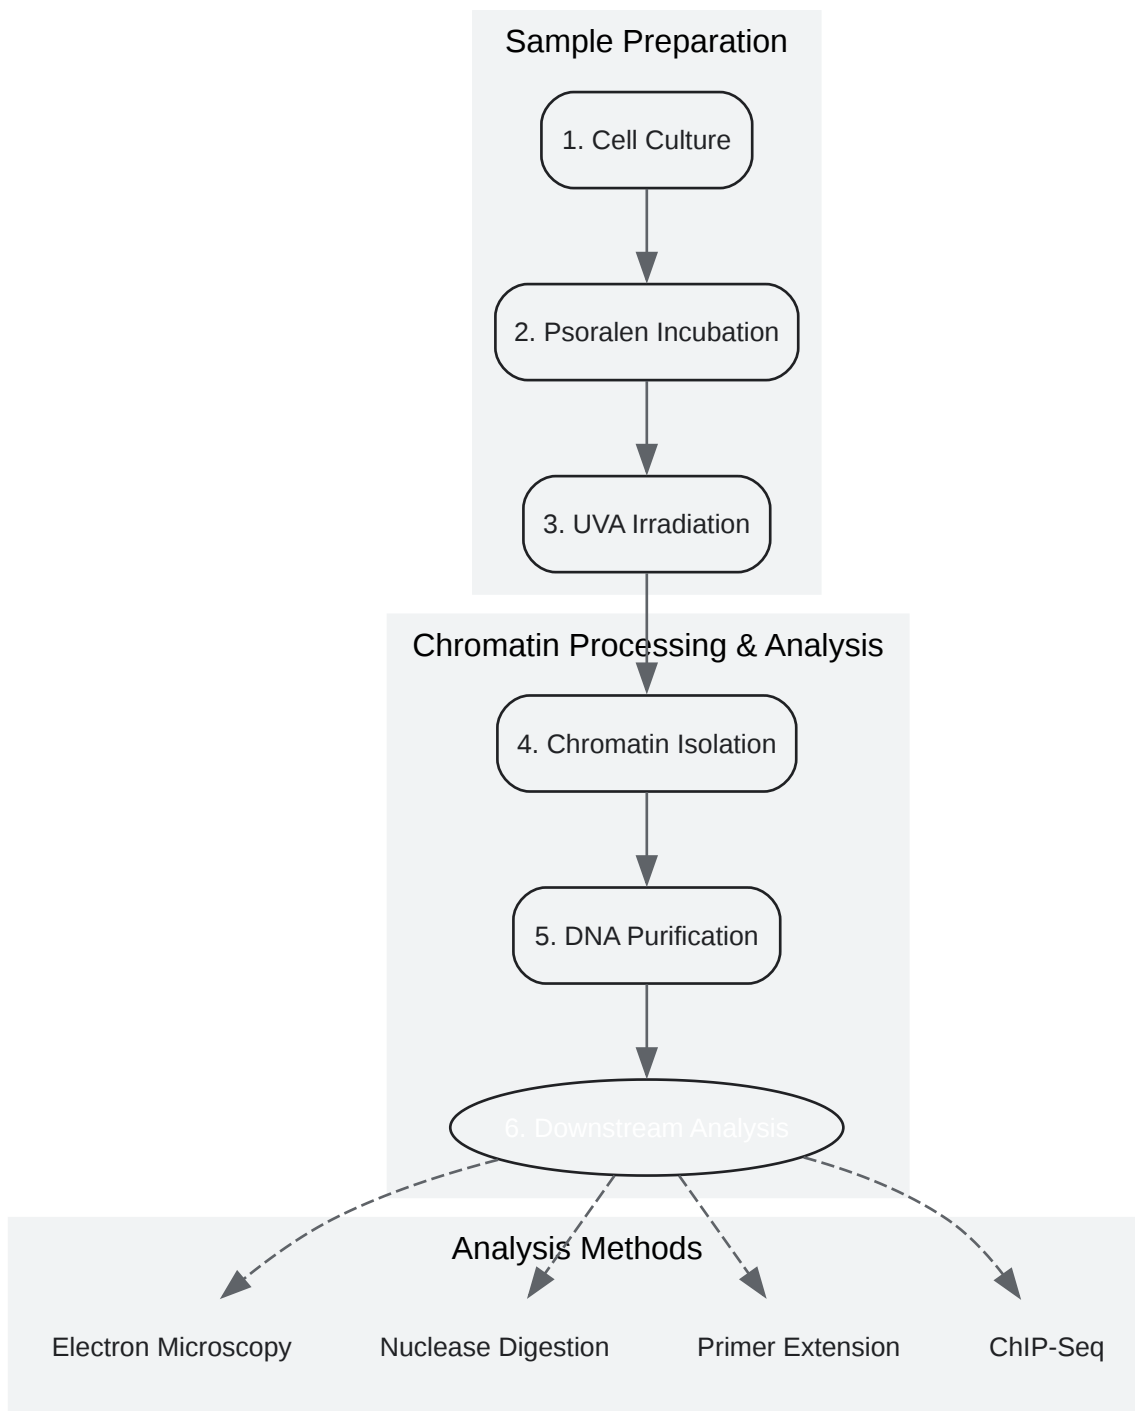 Sample Preparation
1. Cell Culture
2. Psoralen Incubation
3. UVA Irradiation
Chromatin Processing & Analysis
4. Chromatin Isolation
5. DNA Purification
6. Downstream Analysis
Analysis Methods
Electron Microscopy
Nuclease Digestion
Primer Extension
ChIP-Seq